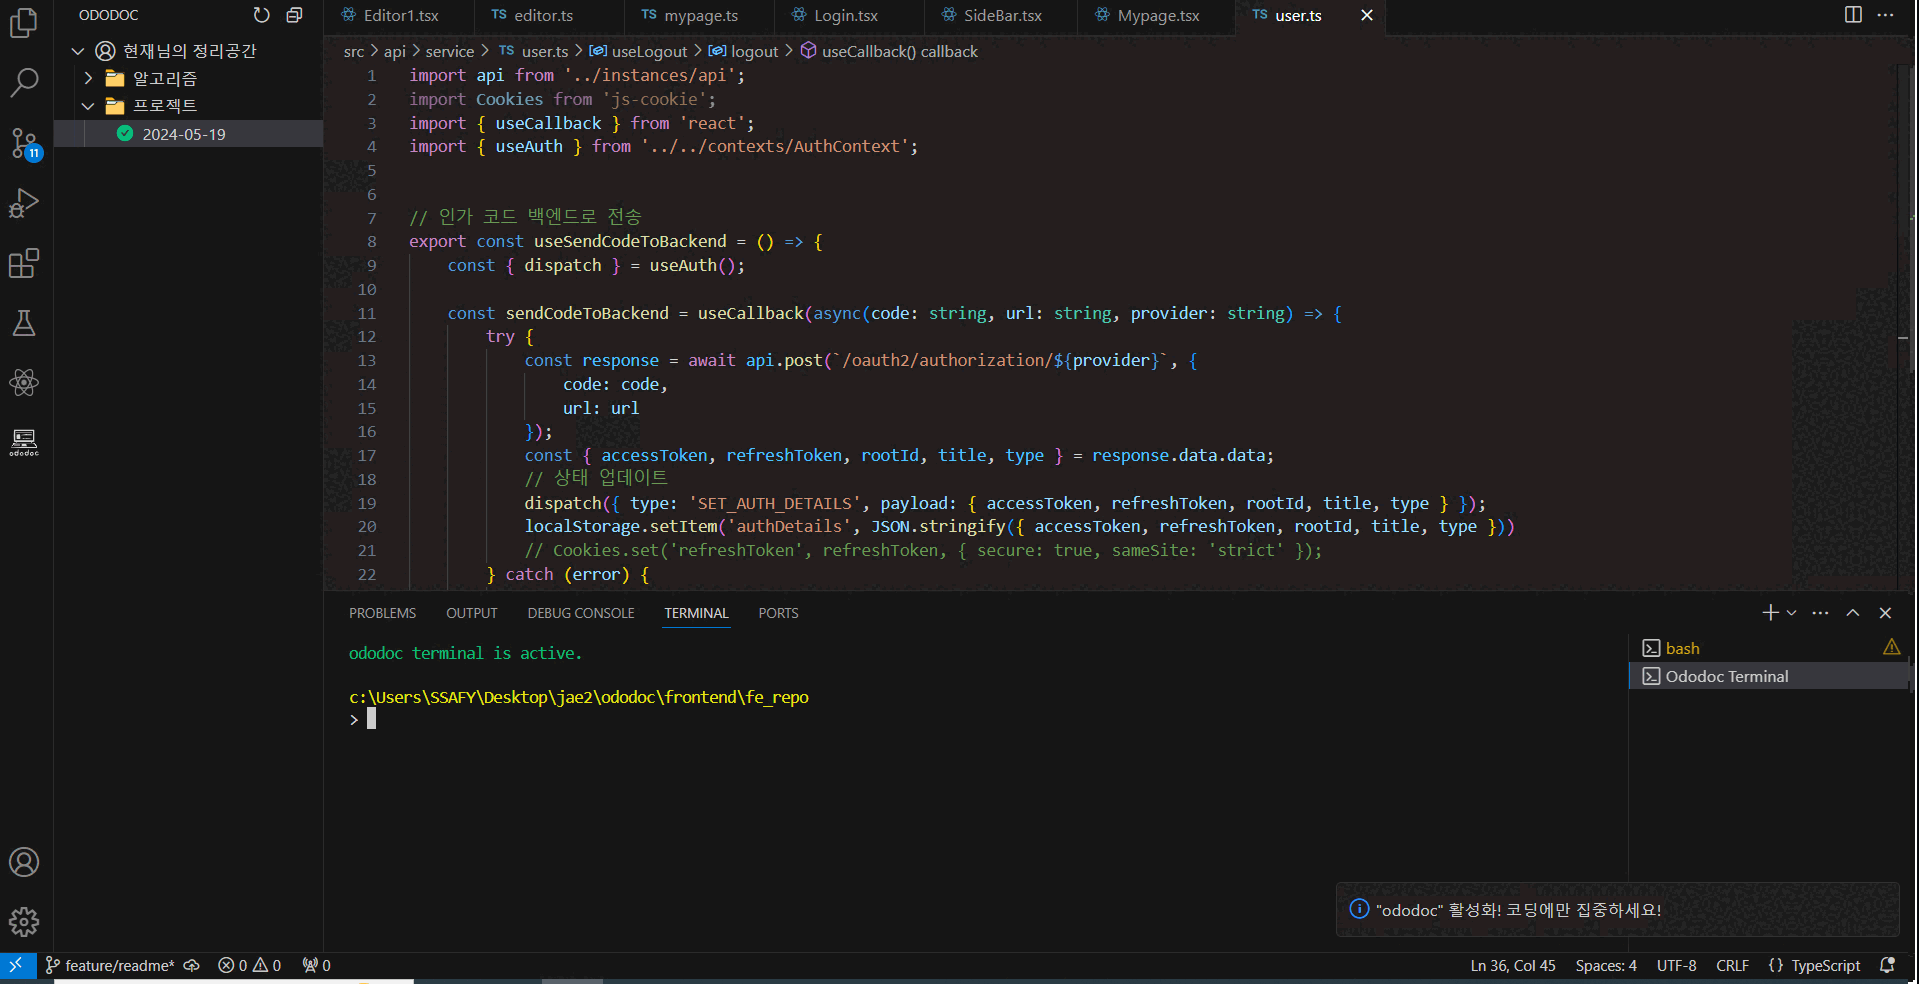 ODODOC
현재님의 정리공간
알고리즘
프로젝트
2024-05-19
11
ododoc
Editor1.tsx
TS editor.ts
TS mypage.ts
Login.tsx
SideBar.tsx
Mypage.tsx
TS user.ts
src > api > service > TS user.ts > useLogout > logout > useCallback() callback
1 import api from '../instances/api';
2 import Cookies from 'js-cookie';
3 import { useCallback } from 'react';
4 import { useAuth } from '../../contexts/AuthContext';
5
6
7 // 인가 코드 백엔드로 전송
8 export const useSendCodeToBackend = () => {
9 const { dispatch } = useAuth();
10
11 const sendCodeToBackend = useCallback(async(code: string, url: string, provider: string) => {
12 try {
13 const response = await api.post(`/oauth2/authorization/${provider}`, {
14 code: code,
15 url: url
16 });
17 const { accessToken, refreshToken, rootId, title, type } = response.data.data;
18 // 상태 업데이트
19 dispatch({ type: 'SET_AUTH_DETAILS', payload: { accessToken, refreshToken, rootId, title, type } });
20 localStorage.setItem('authDetails', JSON.stringify({ accessToken, refreshToken, rootId, title, type }))
21 // Cookies.set('refreshToken', refreshToken, { secure: true, sameSite: 'strict' });
22 } catch (error) {
PROBLEMS OUTPUT DEBUG CONSOLE TERMINAL PORTS
ododoc terminal is active.
c:\Users\SSAFY\Desktop\jae2\ododoc\frontend\fe_repo
>
bash
Ododoc Terminal
"ododoc" 활성화! 코딩에만 집중하세요!
feature/readme* 0 0 0
Ln 36, Col 45 Spaces: 4 UTF-8 CRLF {} TypeScript